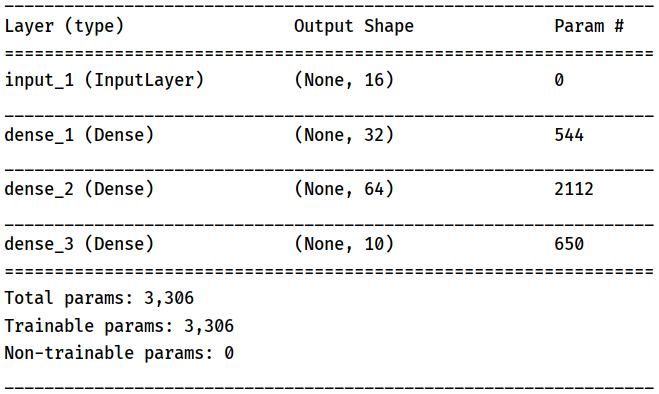 _________________________________________________________________
Layer (type)                 Output Shape              Param #
=================================================================
input_1 (InputLayer)         (None, 16)                0
_________________________________________________________________
dense_1 (Dense)              (None, 32)                544
_________________________________________________________________
dense_2 (Dense)              (None, 64)                2112
_________________________________________________________________
dense_3 (Dense)              (None, 10)                650
=================================================================
Total params: 3,306
Trainable params: 3,306
Non-trainable params: 0
_________________________________________________________________